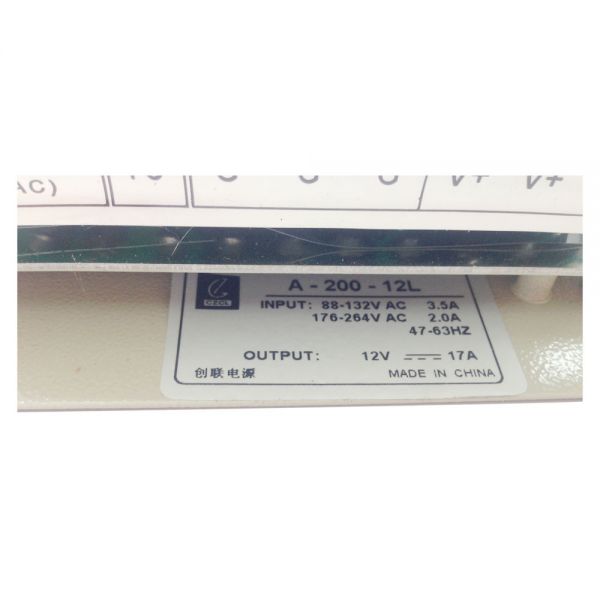 AC)
V+ V+
A - 200 - 12L
CZCL
INPUT: 88-132V AC 3.5A
176-264V AC 2.0A
47-63HZ
OUTPUT: 12V ⎓ 17A
创联电源 MADE IN CHINA